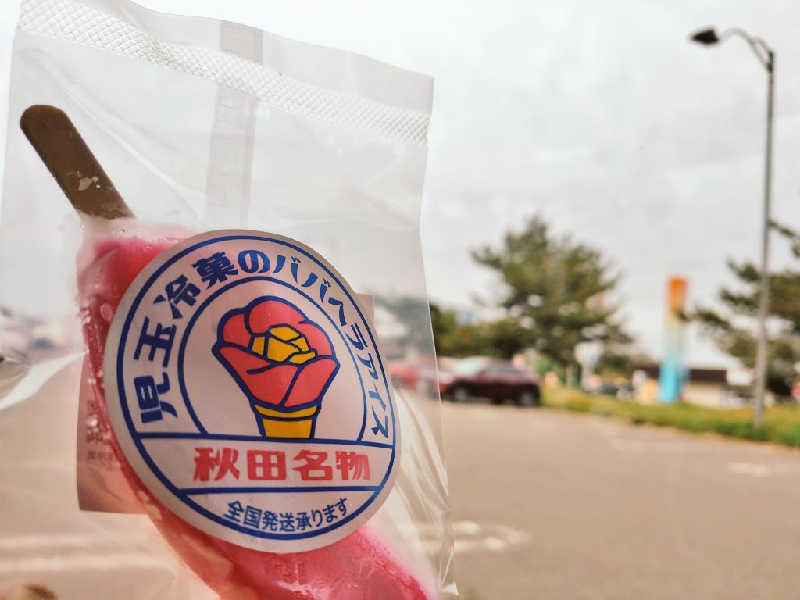 児玉冷菓のババヘラアイス
秋田名物
全国発送承ります